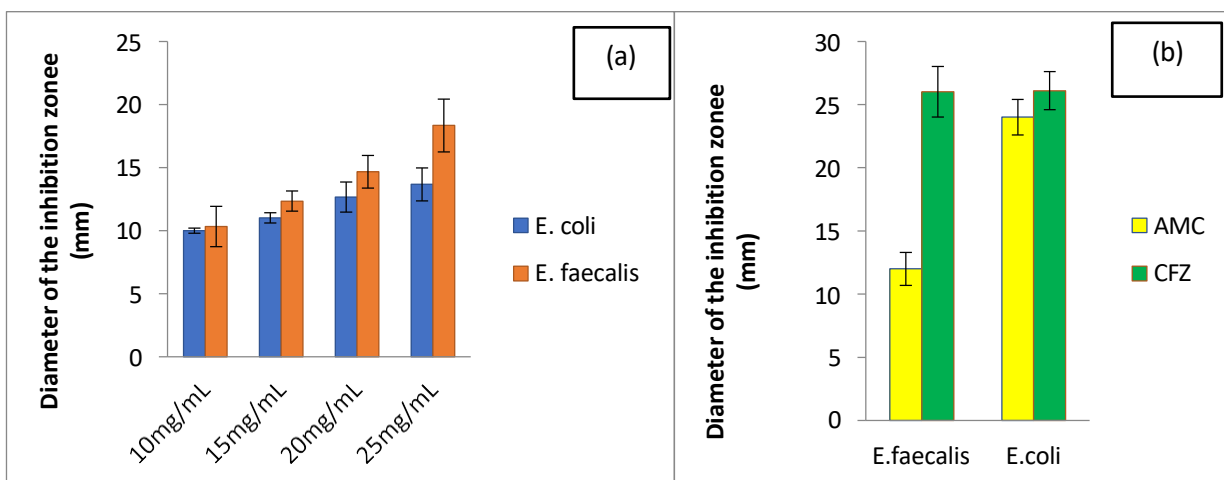 (a)
Diameter of the inhibition zonee
(mm)
25
20
15
10
5
0
10mg/mL
15mg/mL
20mg/mL
25mg/mL
E. coli
E. faecalis
(b)
Diameter of the inhibition zonee
(mm)
30
25
20
15
10
5
0
E.faecalis
E.coli
AMC
CFZ